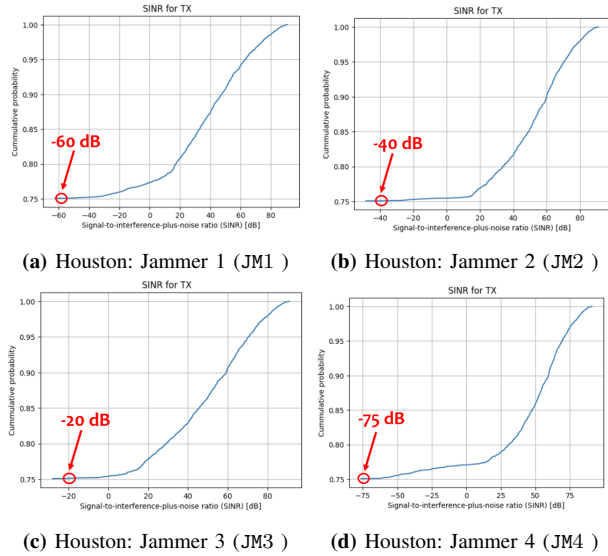 SINR for TX
1.00
0.95
0.90
0.85
0.80
0.75
-60 dB
−60 −40 −20 0 20 40 60 80
Cummulative probability
Signal-to-interference-plus-noise ratio (SINR) [dB]
(a) Houston: Jammer 1 (JM1 )
SINR for TX
1.00
0.95
0.90
0.85
0.80
0.75
-40 dB
−40 −20 0 20 40 60 80
Cummulative probability
Signal-to-interference-plus-noise ratio (SINR) [dB]
(b) Houston: Jammer 2 (JM2 )
SINR for TX
1.00
0.95
0.90
0.85
0.80
0.75
-20 dB
−20 0 20 40 60 80
Cummulative probability
Signal-to-interference-plus-noise ratio (SINR) [dB]
(c) Houston: Jammer 3 (JM3 )
SINR for TX
1.00
0.95
0.90
0.85
0.80
0.75
-75 dB
−75 −50 −25 0 25 50 75
Cummulative probability
Signal-to-interference-plus-noise ratio (SINR) [dB]
(d) Houston: Jammer 4 (JM4 )